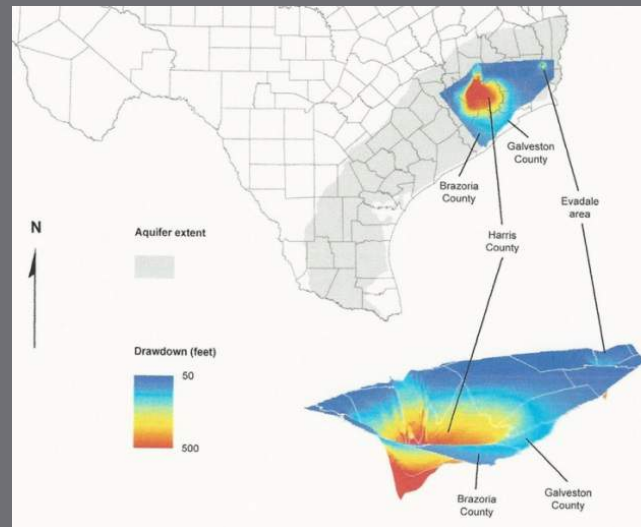 Galveston
County
Brazoria
County
Evadale
area
N
Aquifer extent
Harris
County
Drawdown (feet)
50
500
Brazoria
County
Galveston
County